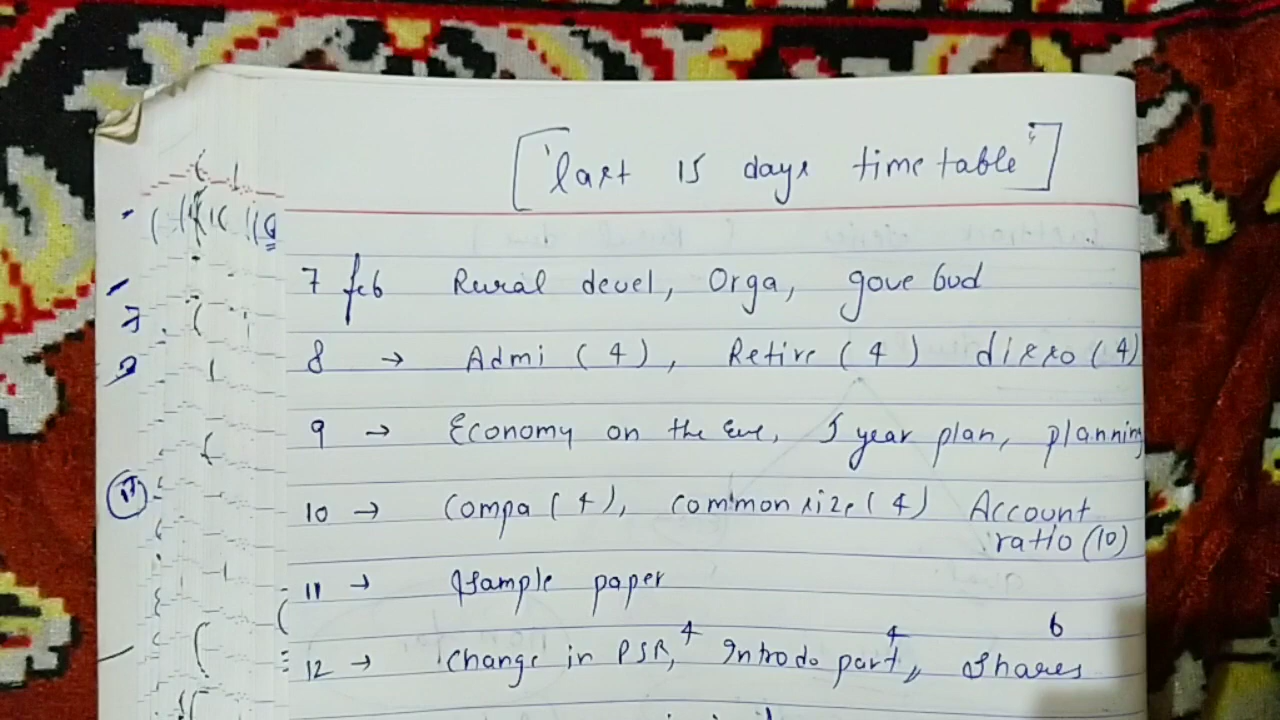 ["last 15 days time table"]
7 feb Rural devel, Orga, gove bud
8 → Admi (4), Retire (4) disso (4)
9 → Economy on the Eve, 5 year plan, planning
10 → Compa (4), Common size (4) Account
ratio (10)
11 → Sample paper
12 → Change in PSR,4 Introdo part4, Shares 6
17